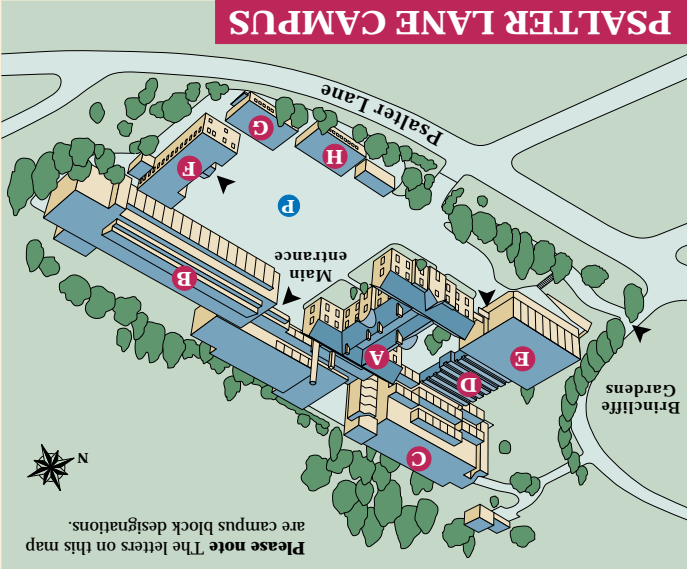 Please note The letters on this map
are campus block designations.
N
C
D
E
A
B
Brincliffe
Gardens
Main
entrance
P
F
H
G
Psalter Lane
PSALTER LANE CAMPUS